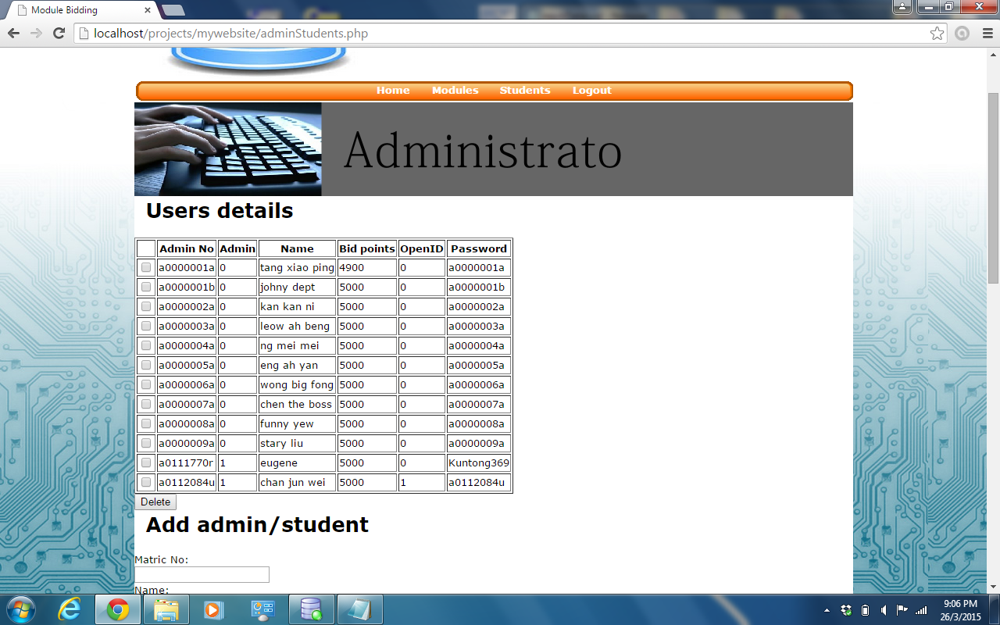 Module Bidding
localhost/projects/mywebsite/adminStudents.php
Home Modules Students Logout
Administrato
Users details
Admin No Admin Name Bid points OpenID Password
a0000001a 0 tang xiao ping 4900 0 a0000001a
a0000001b 0 johny dept 5000 0 a0000001b
a0000002a 0 kan kan ni 5000 0 a0000002a
a0000003a 0 leow ah beng 5000 0 a0000003a
a0000004a 0 ng mei mei 5000 0 a0000004a
a0000005a 0 eng ah yan 5000 0 a0000005a
a0000006a 0 wong big fong 5000 0 a0000006a
a0000007a 0 chen the boss 5000 0 a0000007a
a0000008a 0 funny yew 5000 0 a0000008a
a0000009a 0 stary liu 5000 0 a0000009a
a0111770r 1 eugene 5000 0 Kuntong369
a0112084u 1 chan jun wei 5000 1 a0112084u
Delete
Add admin/student
Matric No:
Name:
9:06 PM
26/3/2015